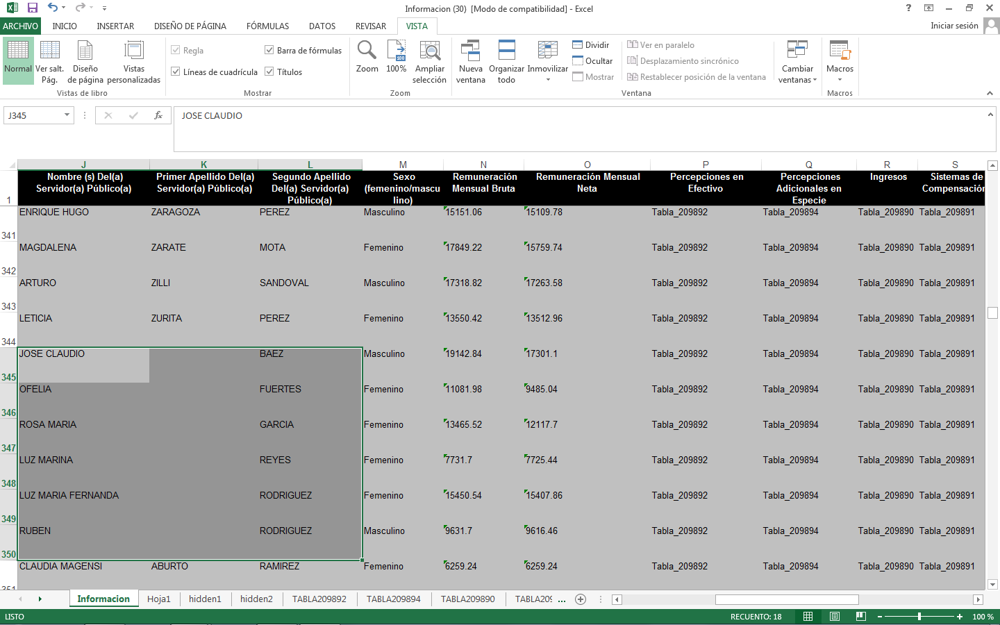 Informacion (30)  [Modo de compatibilidad] - Excel
ARCHIVO INICIO INSERTAR DISEÑO DE PÁGINA FÓRMULAS DATOS REVISAR VISTA Iniciar sesión
Normal
Ver salt. Pág.
Diseño de página
Vistas personalizadas
Vistas de libro
Regla
Barra de fórmulas
Líneas de cuadrícula
Títulos
Mostrar
Zoom
100%
Ampliar selección
Zoom
Nueva ventana
Organizar todo
Inmovilizar
Dividir
Ocultar
Mostrar
Ver en paralelo
Desplazamiento sincrónico
Restablecer posición de la ventana
Ventana
Cambiar ventanas
Macros
Macros
J345 fx JOSE CLAUDIO
J K L M N O P Q R S
1 Nombre (s) Del(a) Servidor(a) Público(a) Primer Apellido Del(a) Servidor(a) Público(a) Segundo Apellido Del(a) Servidor(a) Público(a) Sexo (femenino/masculino) Remuneración Mensual Bruta Remuneración Mensual Neta Percepciones en Efectivo Percepciones Adicionales en Especie Ingresos Sistemas de Compensación
341 ENRIQUE HUGO ZARAGOZA PEREZ Masculino 15151.06 15109.78 Tabla_209892 Tabla_209894 Tabla_209890 Tabla_209891
342 MAGDALENA ZARATE MOTA Femenino 17849.22 15759.74 Tabla_209892 Tabla_209894 Tabla_209890 Tabla_209891
343 ARTURO ZILLI SANDOVAL Masculino 17318.82 17263.58 Tabla_209892 Tabla_209894 Tabla_209890 Tabla_209891
344 LETICIA ZURITA PEREZ Femenino 13550.42 13512.96 Tabla_209892 Tabla_209894 Tabla_209890 Tabla_209891
345 JOSE CLAUDIO BAEZ Masculino 19142.84 17301.1 Tabla_209892 Tabla_209894 Tabla_209890 Tabla_209891
346 OFELIA FUERTES Femenino 11081.98 9485.04 Tabla_209892 Tabla_209894 Tabla_209890 Tabla_209891
347 ROSA MARIA GARCIA Femenino 13465.52 12117.7 Tabla_209892 Tabla_209894 Tabla_209890 Tabla_209891
348 LUZ MARINA REYES Femenino 7731.7 7725.44 Tabla_209892 Tabla_209894 Tabla_209890 Tabla_209891
349 LUZ MARIA FERNANDA RODRIGUEZ Femenino 15450.54 15407.86 Tabla_209892 Tabla_209894 Tabla_209890 Tabla_209891
350 RUBEN RODRIGUEZ Masculino 9631.7 9616.46 Tabla_209892 Tabla_209894 Tabla_209890 Tabla_209891
351 CLAUDIA MAGENSI ABURTO RAMIREZ Femenino 6259.24 6259.24 Tabla_209892 Tabla_209894 Tabla_209890 Tabla_209891
Informacion Hoja1 hidden1 hidden2 TABLA209892 TABLA209894 TABLA209890 TABLA209 ...
LISTO RECUENTO: 18 100 %